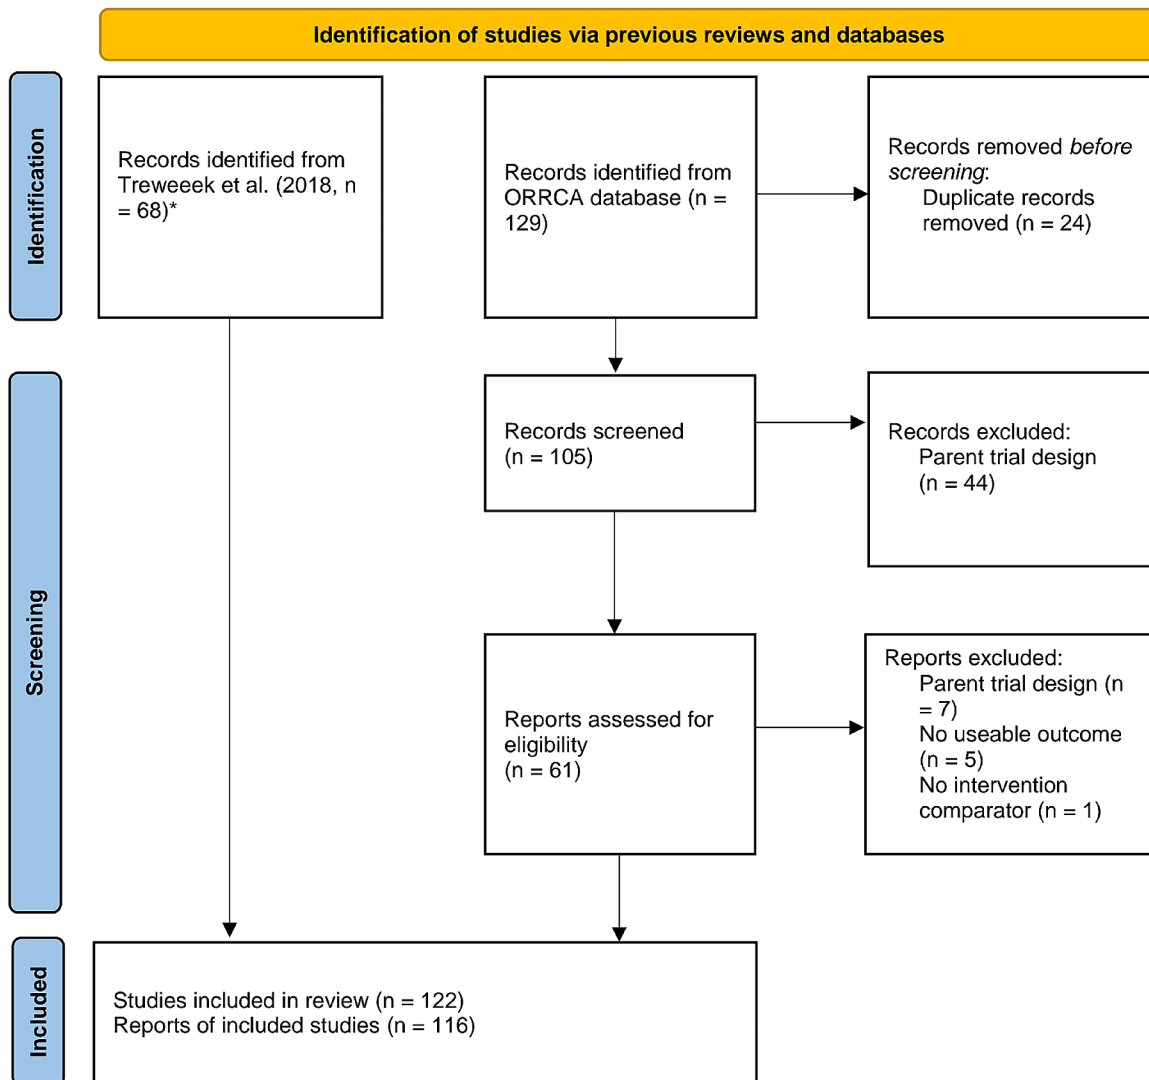 Identification of studies via previous reviews and databases
Identification
Records identified from
Treweeek et al. (2018, n
= 68)*
Records identified from
ORRCA database (n =
129)
Records removed before
screening:
Duplicate records
removed (n = 24)
Screening
Records screened
(n = 105)
Records excluded:
Parent trial design
(n = 44)
Reports assessed for
eligibility
(n = 61)
Reports excluded:
Parent trial design (n
= 7)
No useable outcome
(n = 5)
No intervention
comparator (n = 1)
Included
Studies included in review (n = 122)
Reports of included studies (n = 116)